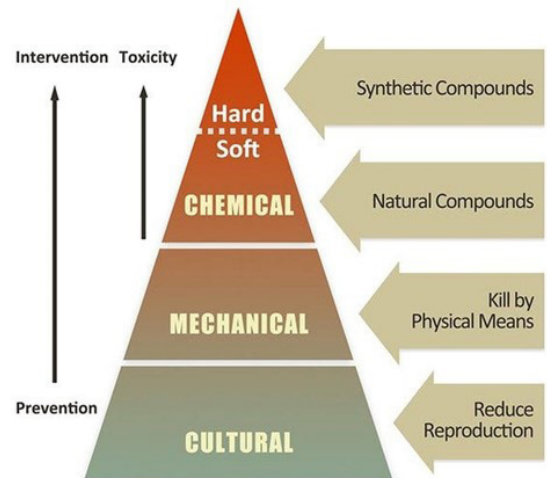 Intervention Toxicity
Hard
Soft
CHEMICAL
MECHANICAL
CULTURAL
Prevention
Synthetic Compounds
Natural Compounds
Kill by
Physical Means
Reduce
Reproduction